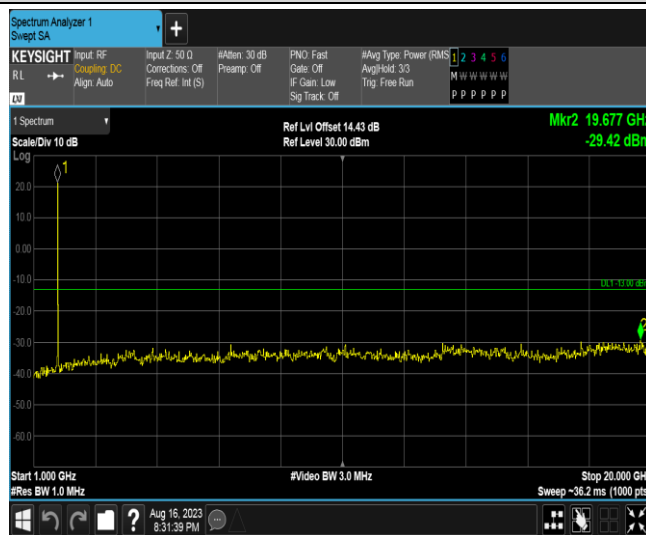 Spectrum Analyzer 1
Swept SA
+
KEYSIGHT
RL
LXI
Input: RF
Coupling: DC
Align: Auto
Input Z: 50 Ω
Corrections: Off
Freq Ref: Int (S)
#Atten: 30 dB
Preamp: Off
PNO: Fast
Gate: Off
IF Gain: Low
Sig Track: Off
#Avg Type: Power (RMS
Avg|Hold: 3/3
Trig: Free Run
1 2 3 4 5 6
M W W W W W
P P P P P P
1 Spectrum
Scale/Div 10 dB
Log
Ref Lvl Offset 14.43 dB
Ref Level 30.00 dBm
Mkr2 19.677 GHz
-29.42 dBm
1
20.0
10.0
0.00
-10.0
DL1 -13.00 dBm
-20.0
2
-30.0
-40.0
-50.0
-60.0
Start 1.000 GHz
#Res BW 1.0 MHz
#Video BW 3.0 MHz
Stop 20.000 GHz
Sweep ~36.2 ms (1000 pts)
?
Aug 16, 2023
8:31:39 PM